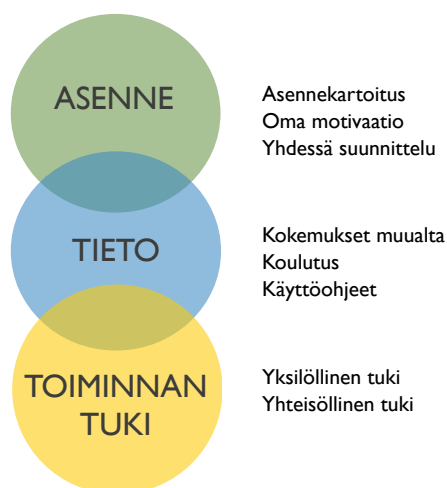 ASENNE
Asennekartoitus
Oma motivaatio
Yhdessä suunnittelu
TIETO
Kokemukset muualta
Koulutus
Käyttöohjeet
TOIMINNAN
TUKI
Yksilöllinen tuki
Yhteisöllinen tuki